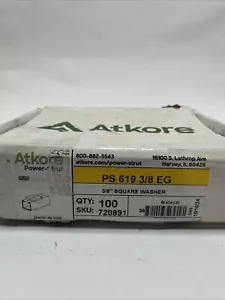 Atkore
Atkore
Power-strut
800-882-5543
atkore.com/power-strut
16100 S. Lathrop Ave
Harvey, IL 60426
PS 619 3/8 EG
3/8" SQUARE WASHER
QTY: 100
SKU: 720891